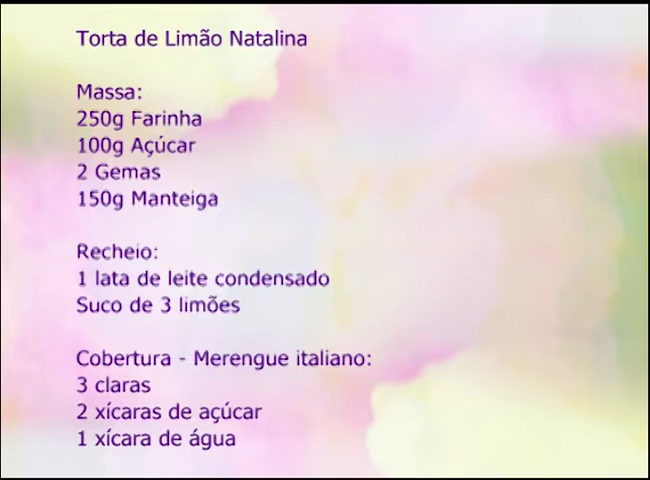 Torta de Limão Natalina
Massa:
250g Farinha
100g Açúcar
2 Gemas
150g Manteiga
Recheio:
1 lata de leite condensado
Suco de 3 limões
Cobertura - Merengue italiano:
3 claras
2 xícaras de açúcar
1 xícara de água